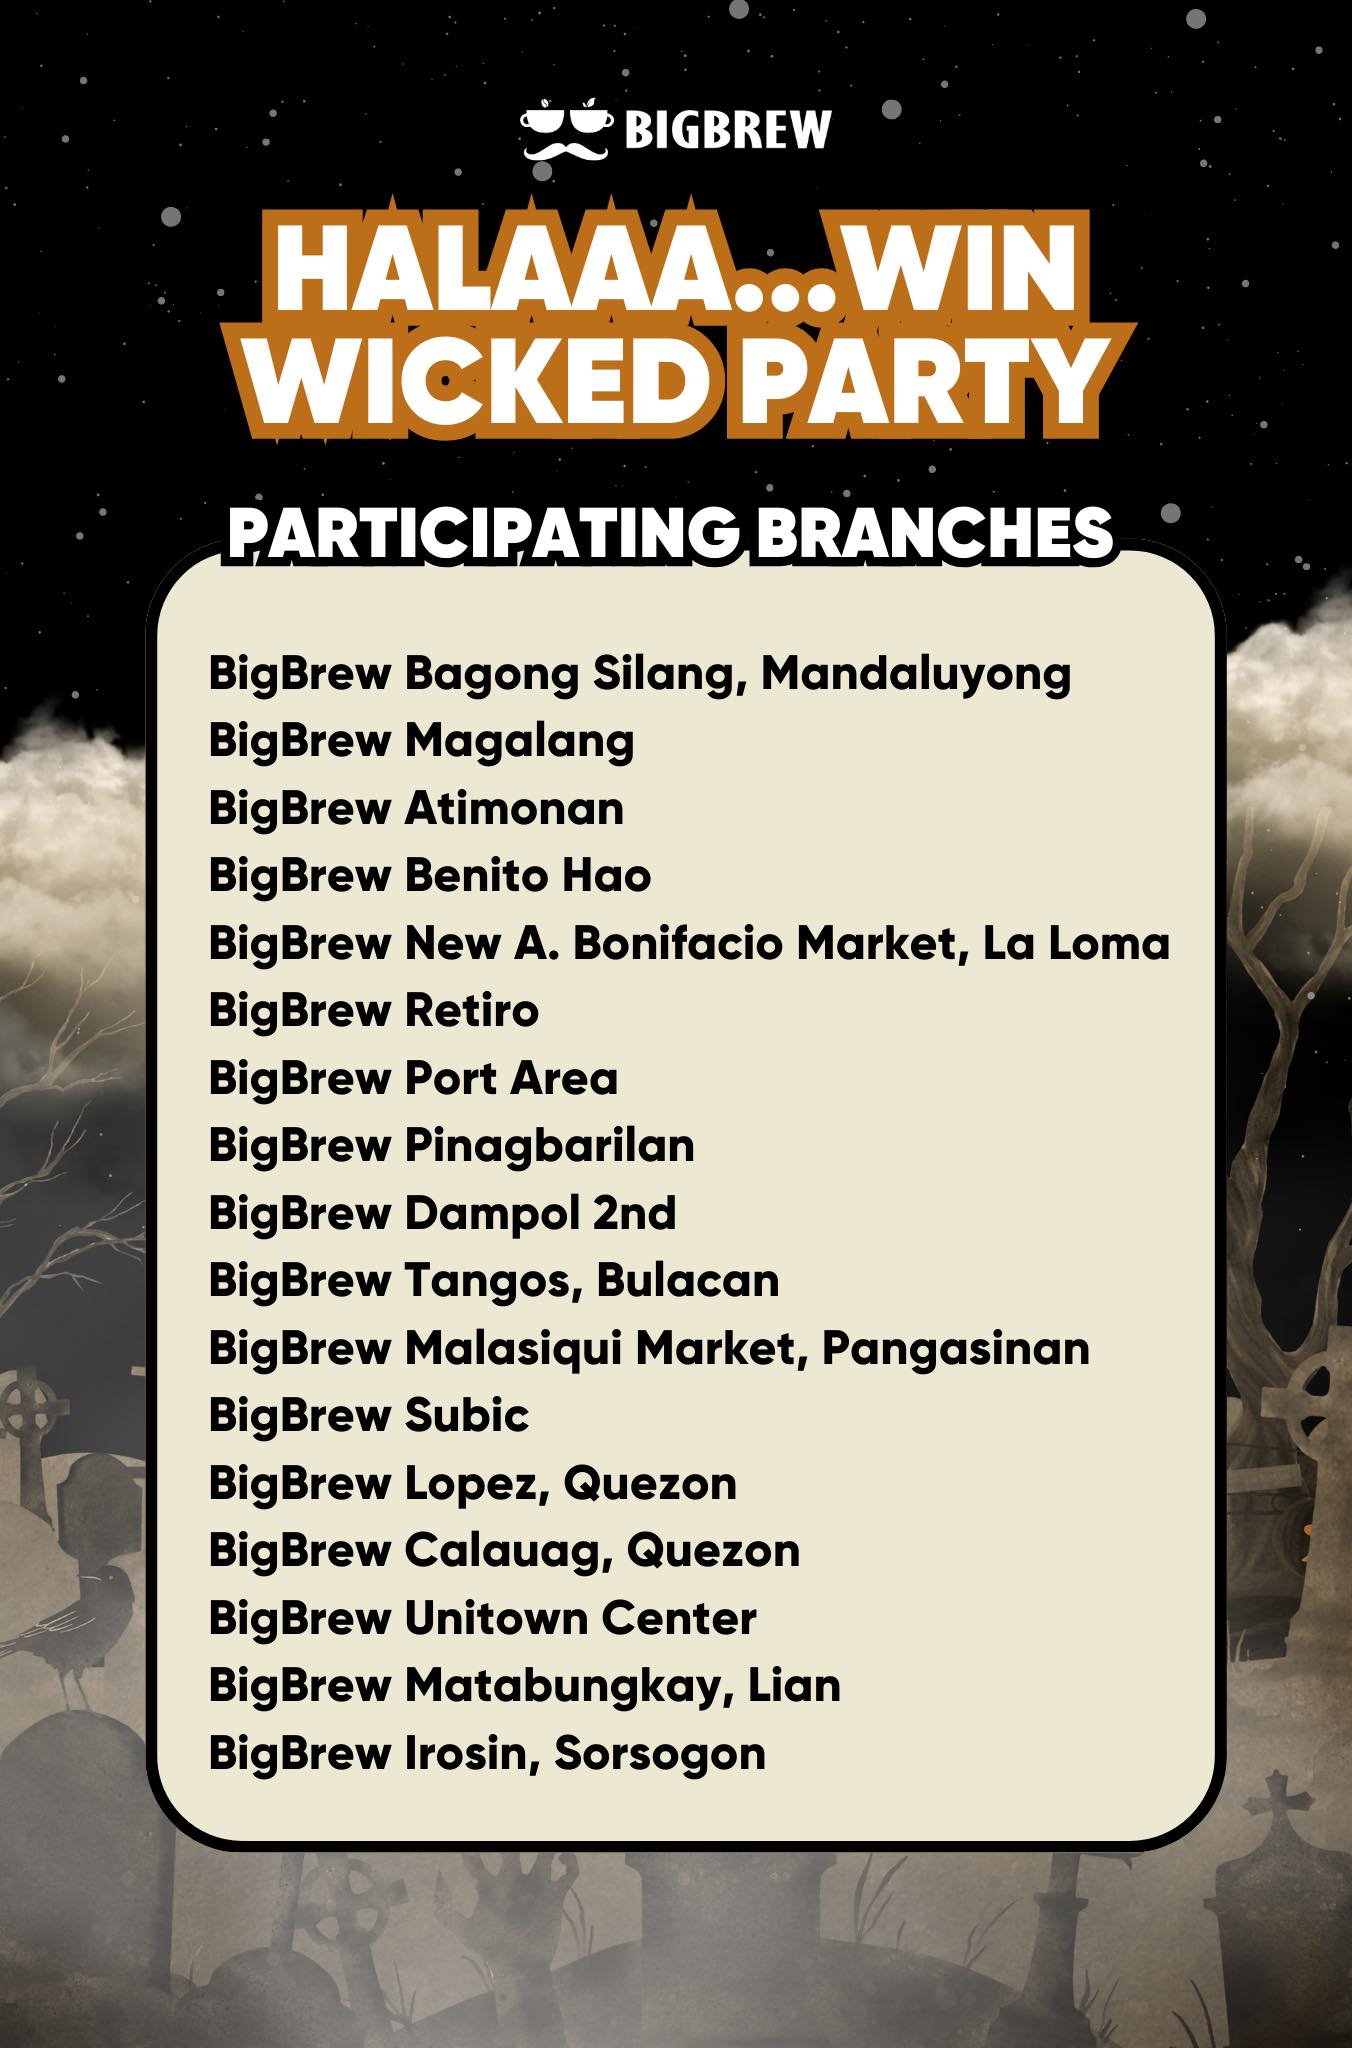 BIGBREW
HALAAA...WIN
WICKED PARTY
PARTICIPATING BRANCHES
BigBrew Bagong Silang, Mandaluyong
BigBrew Magalang
BigBrew Atimonan
BigBrew Benito Hao
BigBrew New A. Bonifacio Market, La Loma
BigBrew Retiro
BigBrew Port Area
BigBrew Pinagbarilan
BigBrew Dampol 2nd
BigBrew Tangos, Bulacan
BigBrew Malasiqui Market, Pangasinan
BigBrew Subic
BigBrew Lopez, Quezon
BigBrew Calauag, Quezon
BigBrew Unitown Center
BigBrew Matabungkay, Lian
BigBrew Irosin, Sorsogon